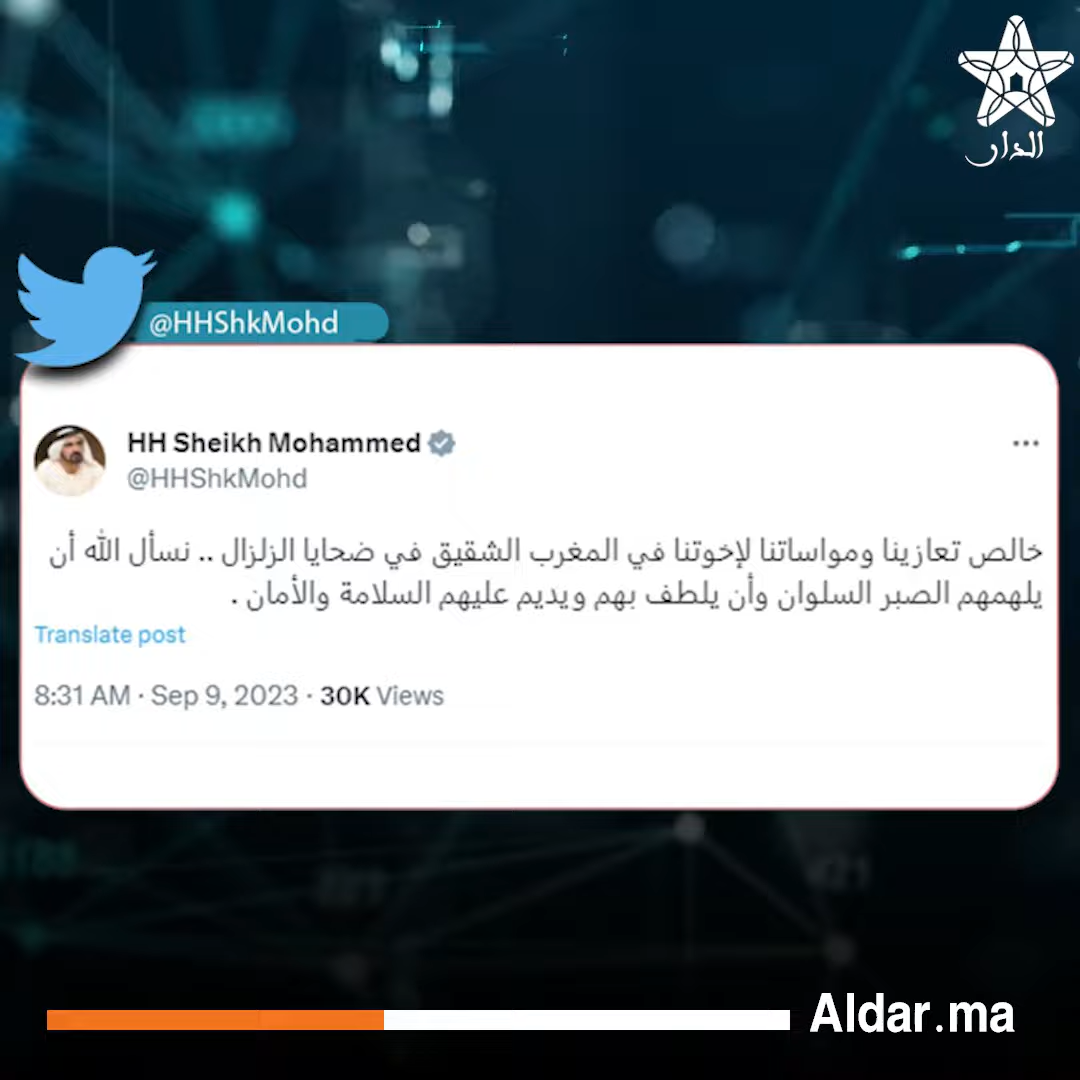 الدار
@HHShkMohd
HH Sheikh Mohammed
@HHShkMohd
خالص تعازينا ومواساتنا لإخوتنا في المغرب الشقيق في ضحايا الزلزال .. نسأل الله أن
يلهمهم الصبر السلوان وأن يلطف بهم ويديم عليهم السلامة والأمان .
Translate post
8:31 AM · Sep 9, 2023 · 30K Views
Aldar.ma